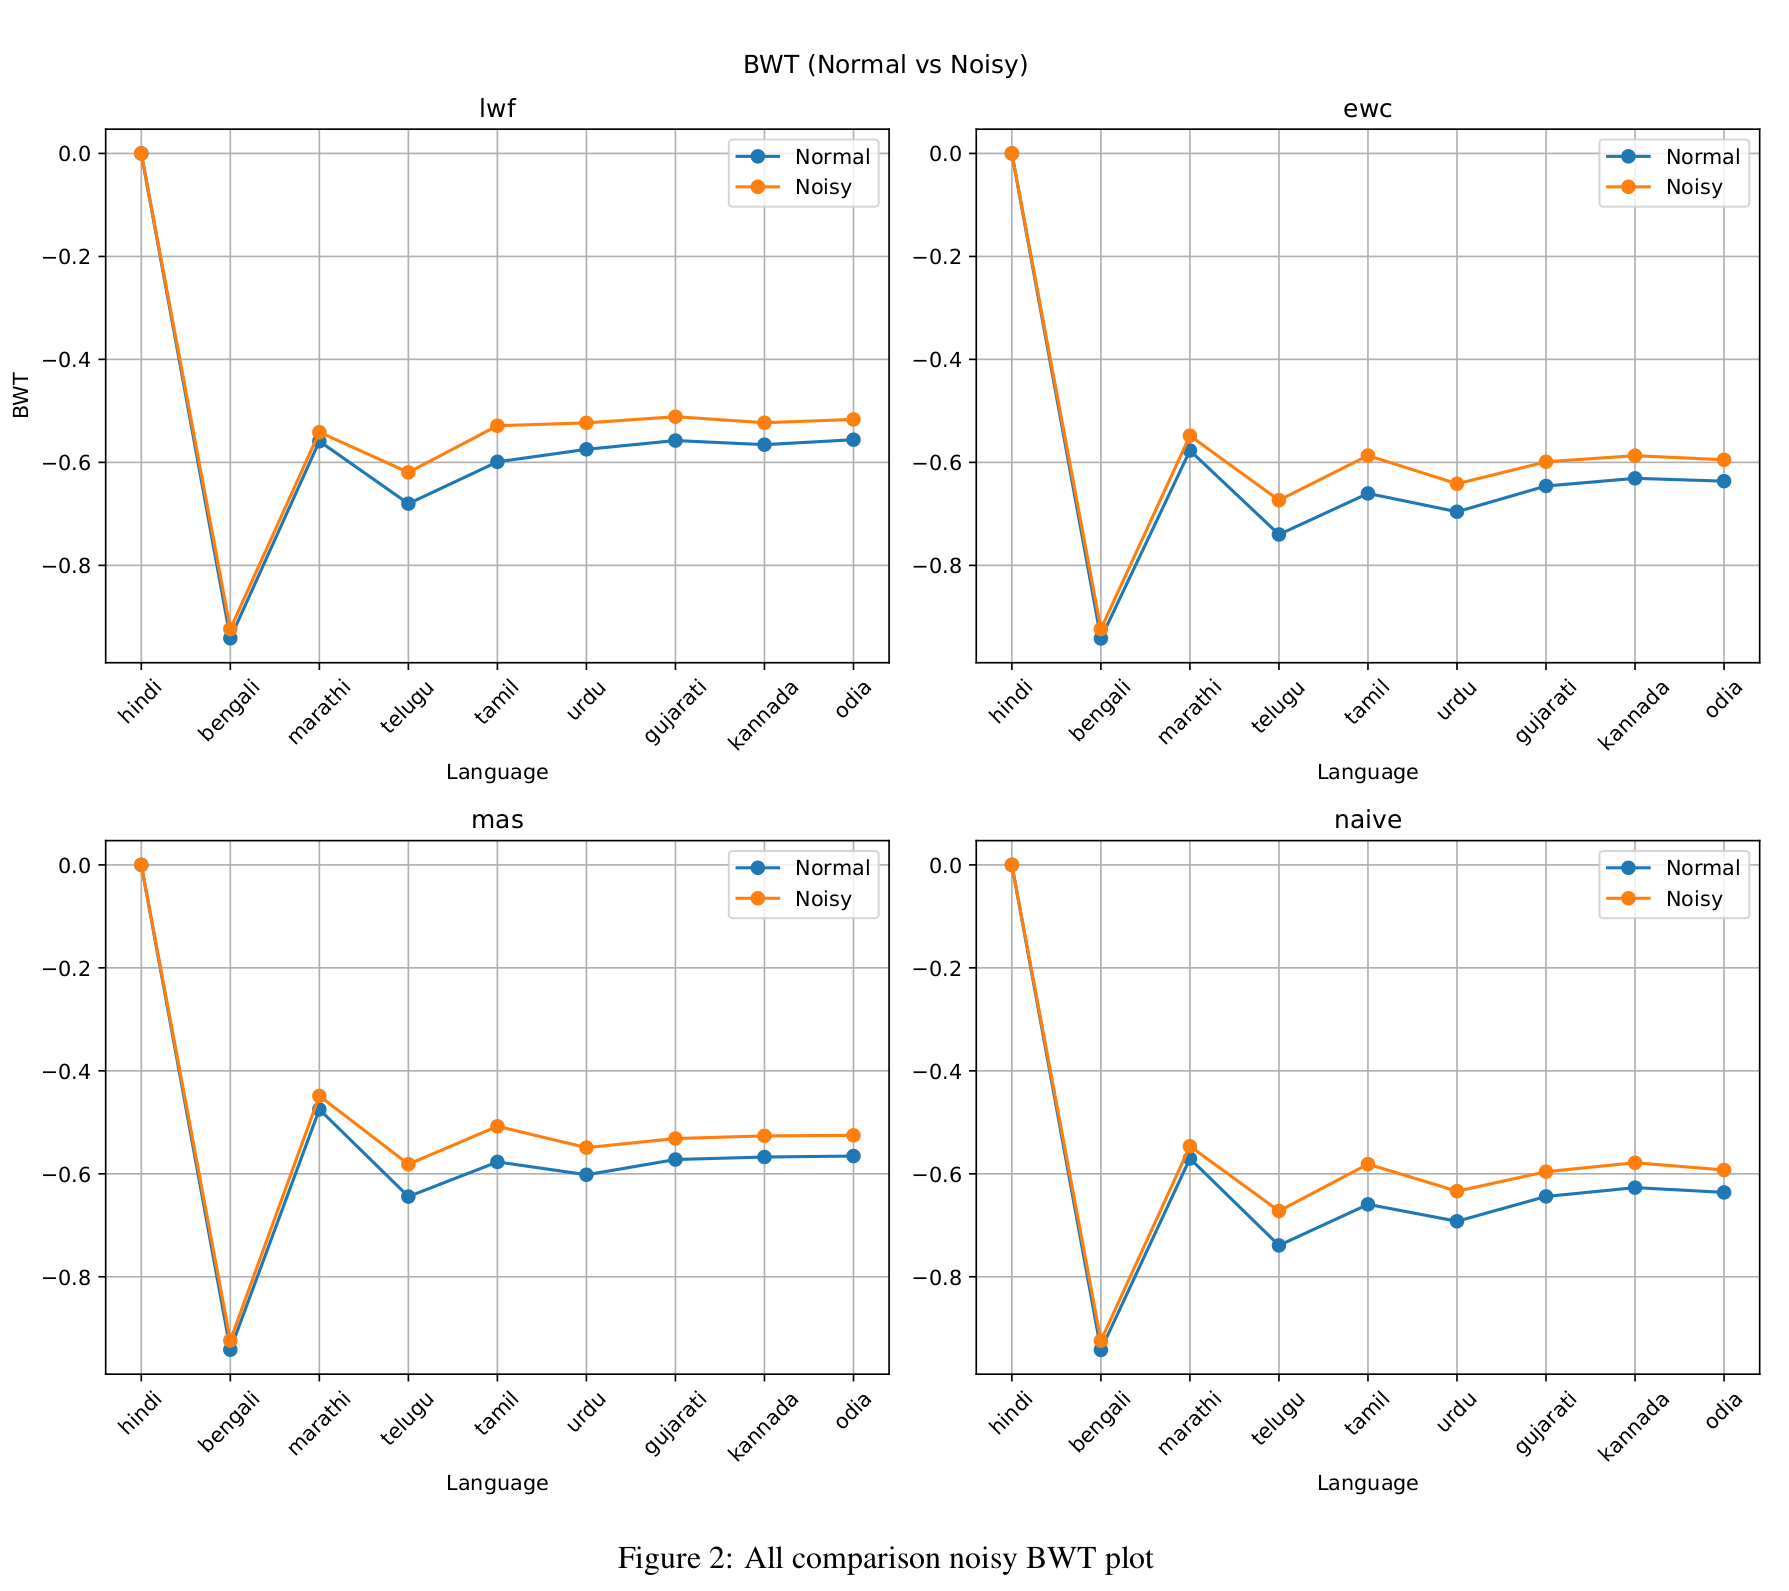 BWT (Normal vs Noisy)
lwf
0.0
−0.2
−0.4
−0.6
−0.8
BWT
Normal
Noisy
hindi
bengali
marathi
telugu
tamil
urdu
gujarati
kannada
odia
Language
ewc
0.0
−0.2
−0.4
−0.6
−0.8
Normal
Noisy
hindi
bengali
marathi
telugu
tamil
urdu
gujarati
kannada
odia
Language
mas
0.0
−0.2
−0.4
−0.6
−0.8
Normal
Noisy
hindi
bengali
marathi
telugu
tamil
urdu
gujarati
kannada
odia
Language
naive
0.0
−0.2
−0.4
−0.6
−0.8
Normal
Noisy
hindi
bengali
marathi
telugu
tamil
urdu
gujarati
kannada
odia
Language
Figure 2: All comparison noisy BWT plot